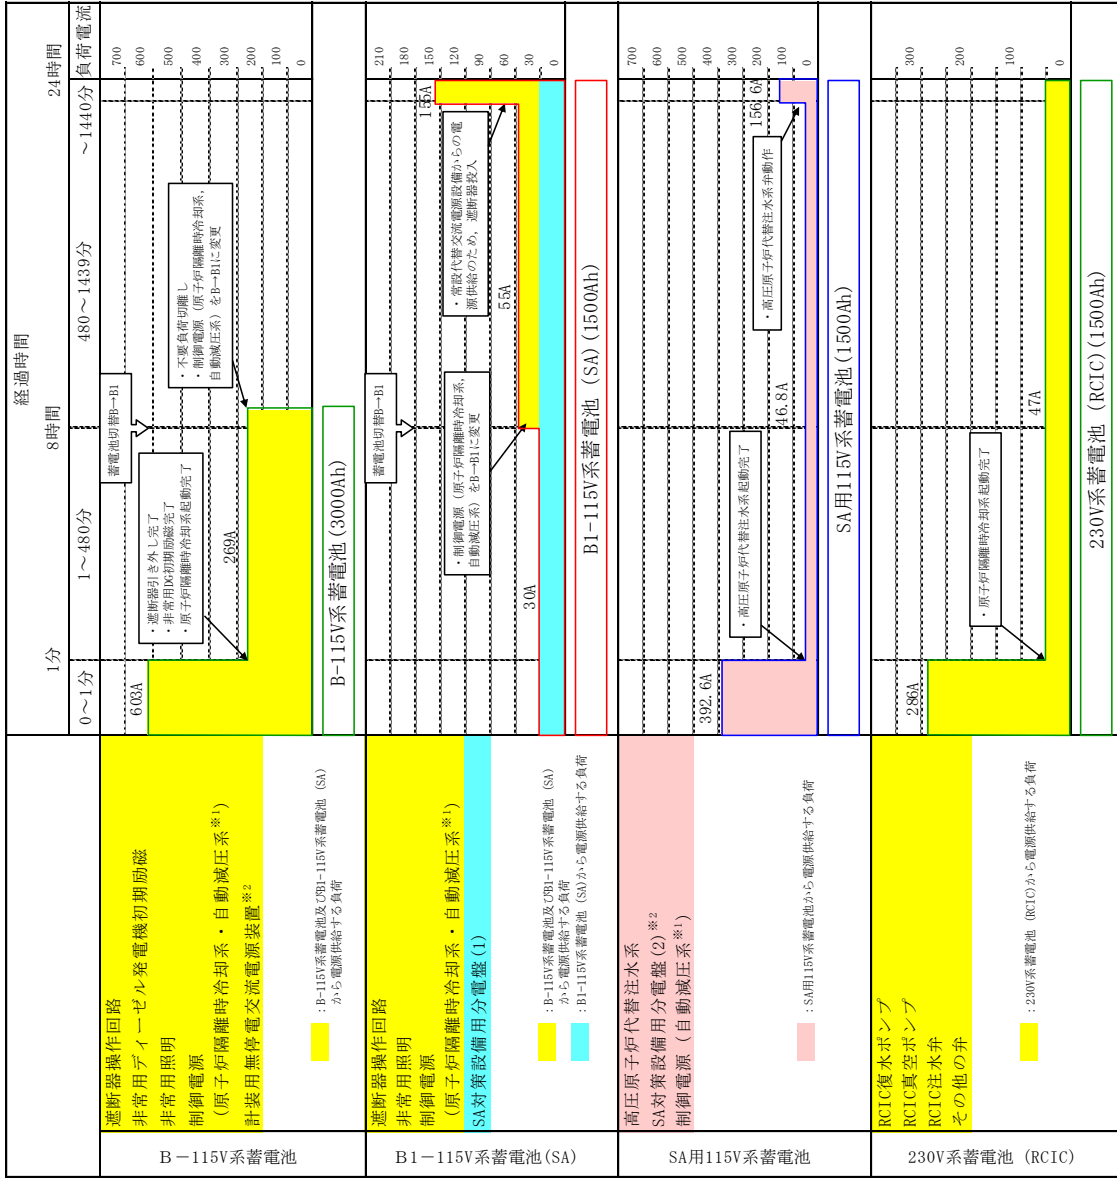 経過時間
1分
8時間
24時間
0～1分
1～480分
480～1439分
～1440分
負荷電流
B－115V系蓄電池
遮断器操作回路
非常用ディーゼル発電機初期励磁
非常用照明
制御電源
(原子炉隔離時冷却系・自動減圧系※1)
計装用無停電交流電源装置※2
：B-115V系蓄電池及びB1-115V系蓄電池 (SA)
から電源供給する負荷
603A
269A
・遮断器引き外し完了
・非常用DG初期励磁完了
・原子炉隔離時冷却系起動完了
蓄電池切替B→B1
・不要負荷切離し
・制御電源 (原子炉隔離時冷却系,
自動減圧系) をB→B1に変更
700
600
500
400
300
200
100
0
B-115V系蓄電池(3000Ah)
B1－115V系蓄電池(SA)
遮断器操作回路
非常用照明
制御電源
(原子炉隔離時冷却系・自動減圧系※1)
SA対策設備用分電盤(1)
：B-115V系蓄電池及びB1-115V系蓄電池 (SA)
から電源供給する負荷
：B1-115V系蓄電池 (SA)から電源供給する負荷
30A
55A
155A
・制御電源 (原子炉隔離時冷却系,
自動減圧系) をB→B1に変更
蓄電池切替B→B1
・常設代替交流電源設備からの電
源供給のため, 遮断器投入
210
180
150
120
90
60
30
0
B1-115V系蓄電池 (SA) (1500Ah)
SA用115V系蓄電池
高圧原子炉代替注水系
SA対策設備用分電盤(2)※2
制御電源 (自動減圧系※1)
：SA用115V系蓄電池から電源供給する負荷
392.6A
46.8A
156.6A
・高圧原子炉代替注水系起動完了
・高圧原子炉代替注水系弁動作
700
600
500
400
300
200
100
0
SA用115V系蓄電池(1500Ah)
230V系蓄電池 (RCIC)
RCIC復水ポンプ
RCIC真空ポンプ
RCIC注水弁
その他の弁
：230V系蓄電池 (RCIC)から電源供給する負荷
286A
47A
・原子炉隔離時冷却系起動完了
300
200
100
0
230V系蓄電池 (RCIC) (1500Ah)